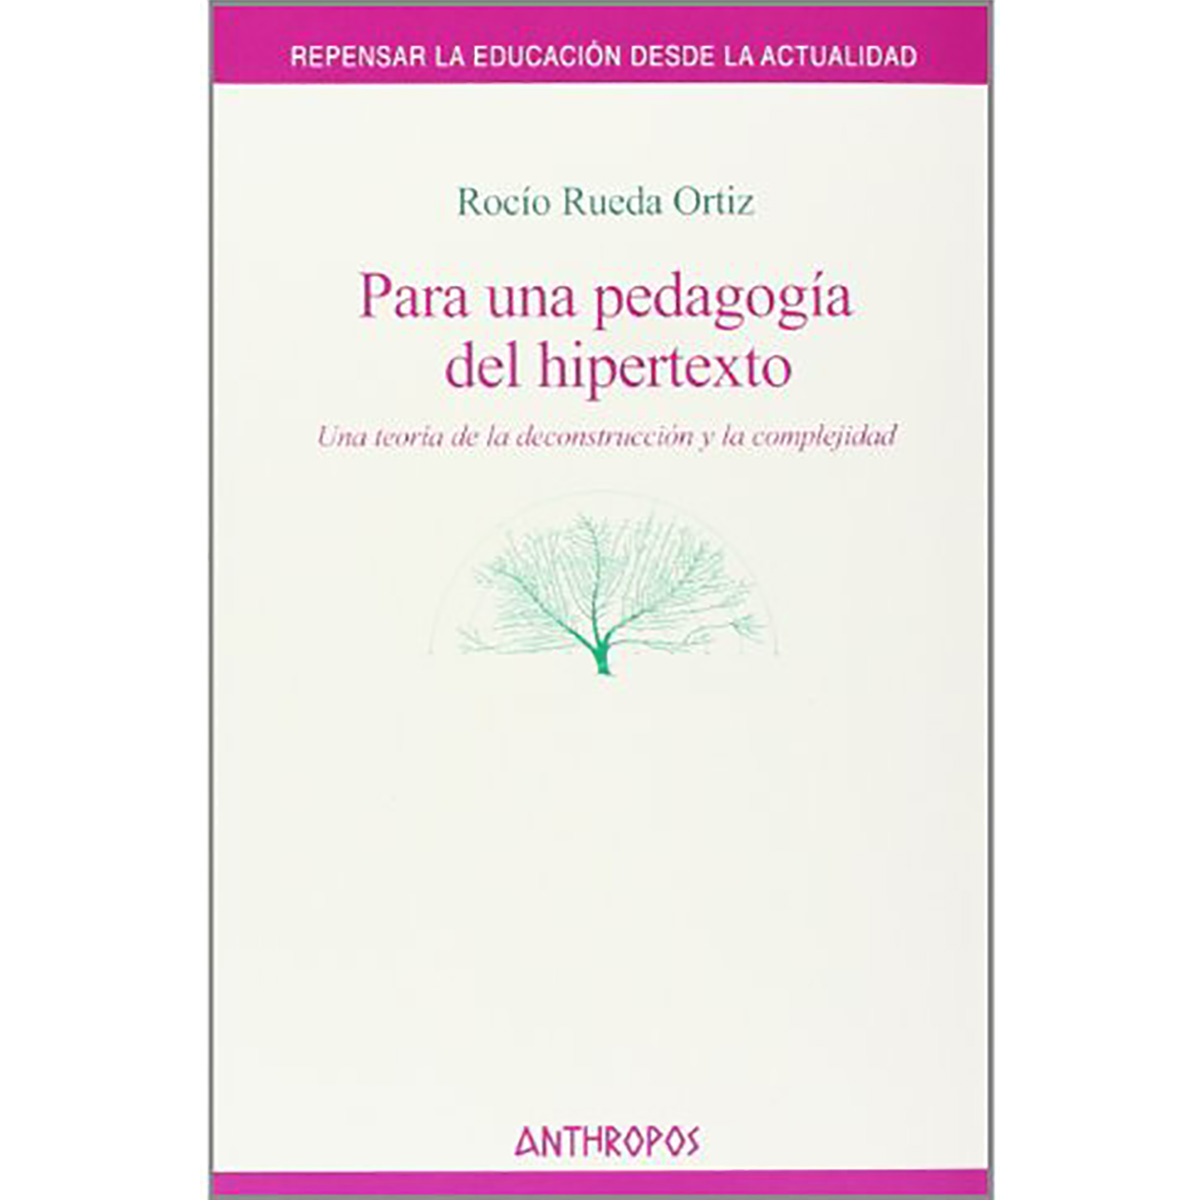 REPENSAR LA EDUCACIÓN DESDE LA ACTUALIDAD
Rocío Rueda Ortiz
Para una pedagogía
del hipertexto
Una teoría de la deconstrucción y la complejidad
ANTHROPOS